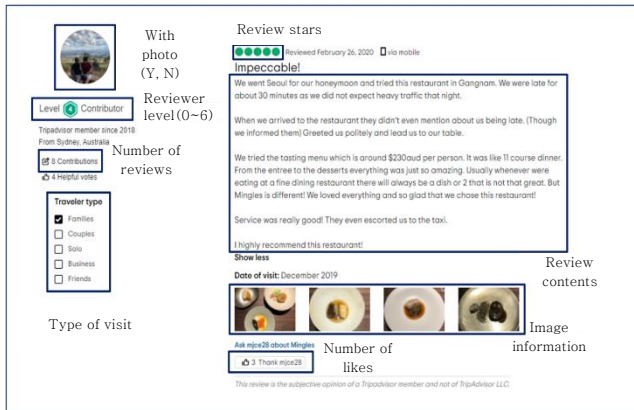 With
photo
(Y, N)
Level 4 Contributor
Reviewer
level(0~6)
Tripadvisor member since 2018
From Sydney, Australia
8 Contributions
4 Helpful votes
Number of
reviews
Traveler type
Families
Couples
Solo
Business
Friends
Type of visit
Review stars
Reviewed February 26, 2020 via mobile
Impeccable!
We went Seoul for our honeymoon and tried this restaurant in Gangnam. We were late for
about 30 minutes as we did not expect heavy traffic that night.
When we arrived to the restaurant they didn't even mention about us being late. (Though
we informed them) Greeted us politely and lead us to our table.
We tried the tasting menu which is around $230aud per person. It was like 11 course dinner.
From the entree to the desserts everything was just so amazing. Usually whenever were
eating at a fine dining restaurant there will always be a dish or 2 that is not that great. But
Mingles is different! We loved everything and so glad that we chose this restaurant!
Service was really good! They even escorted us to the taxi.
I highly recommend this restaurant!
Show less
Review
contents
Date of visit: December 2019
Image
information
Ask mjce28 about Mingles
3 Thank mjce28
Number of
likes
This review is the subjective opinion of a Tripadvisor member and not of TripAdvisor LLC.